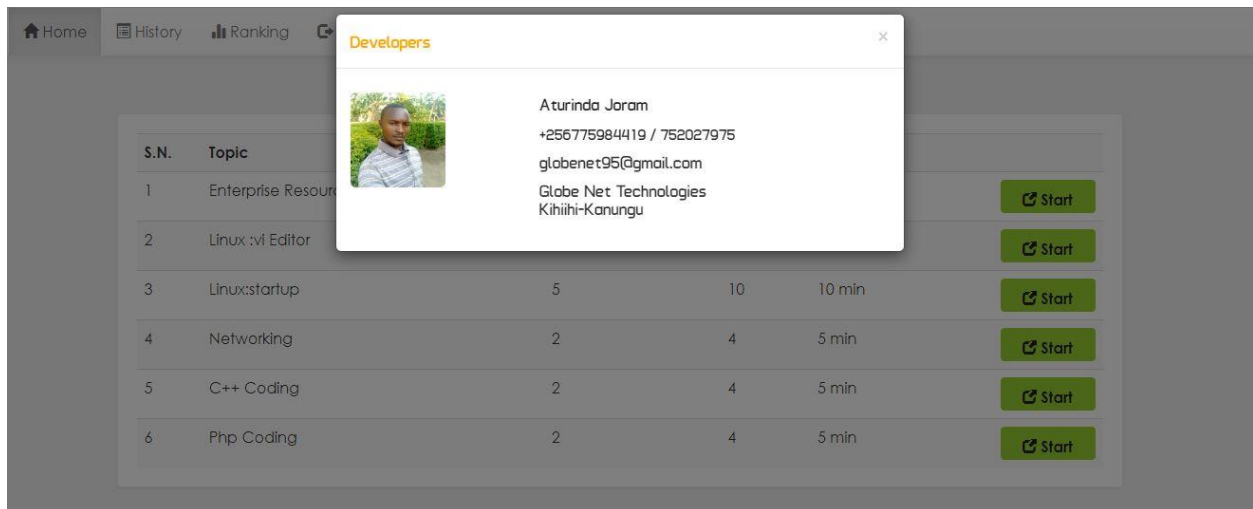 Home History Ranking
Developers ×
Aturinda Joram
+256775984419 / 752027975
globenet95@gmail.com
Globe Net Technologies
Kihiihi-Kanungu
S.N. Topic
1 Enterprise Resour
Start
2 Linux :vi Editor
Start
3 Linux:startup 5 10 10 min
Start
4 Networking 2 4 5 min
Start
5 C++ Coding 2 4 5 min
Start
6 Php Coding 2 4 5 min
Start